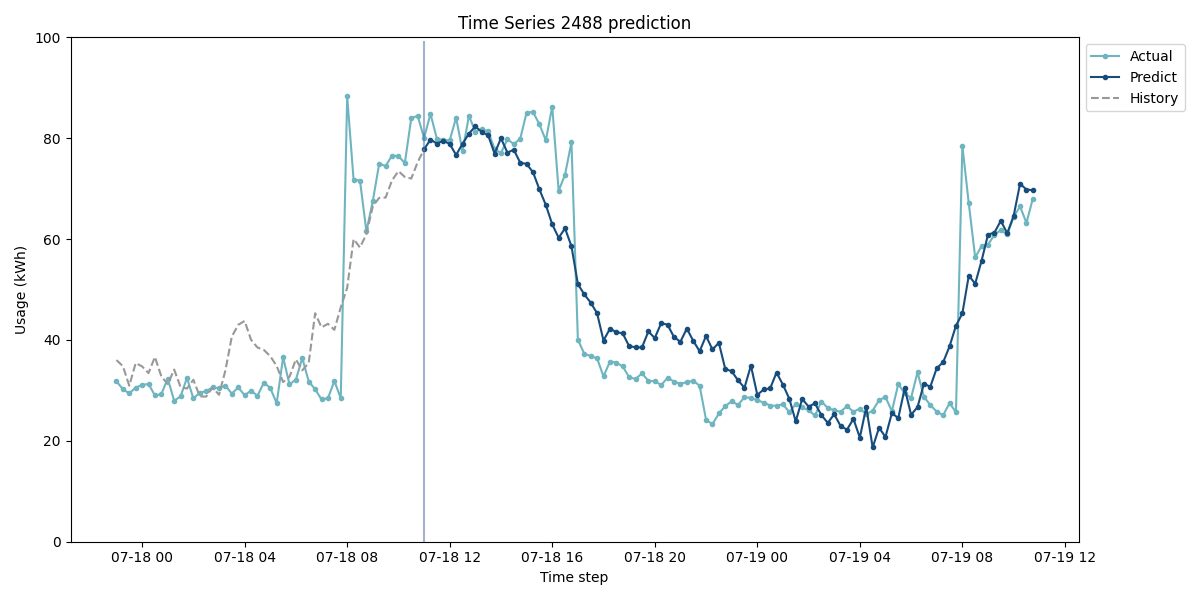 Time Series 2488 prediction
Usage (kWh)
100
80
60
40
20
0
07-18 00
07-18 04
07-18 08
07-18 12
07-18 16
07-18 20
07-19 00
07-19 04
07-19 08
07-19 12
Time step
Actual
Predict
History